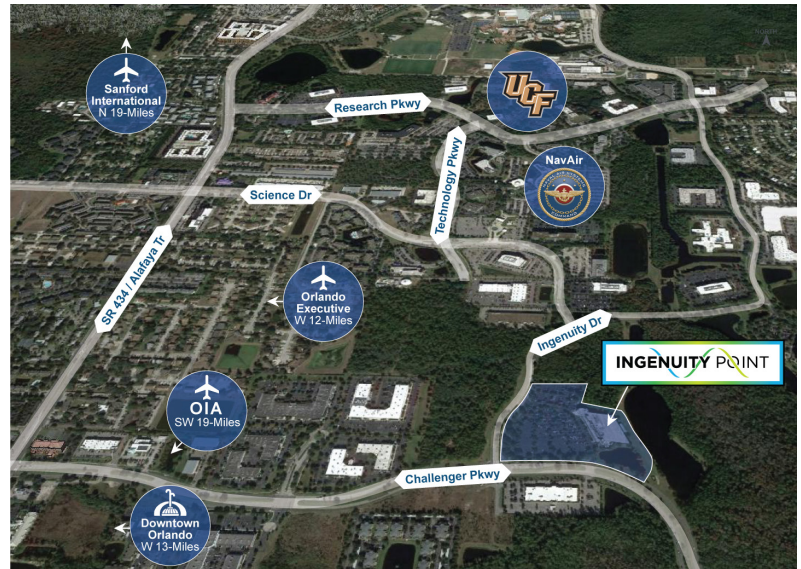 Sanford
International
N 19-Miles
Research Pkwy
UCF
NavAir
Science Dr
Technology Pkwy
SR 434 / Alafaya Tr
Orlando
Executive
W 12-Miles
Ingenuity Dr
INGENUITY POINT
OIA
SW 19-Miles
Challenger Pkwy
Downtown
Orlando
W 13-Miles